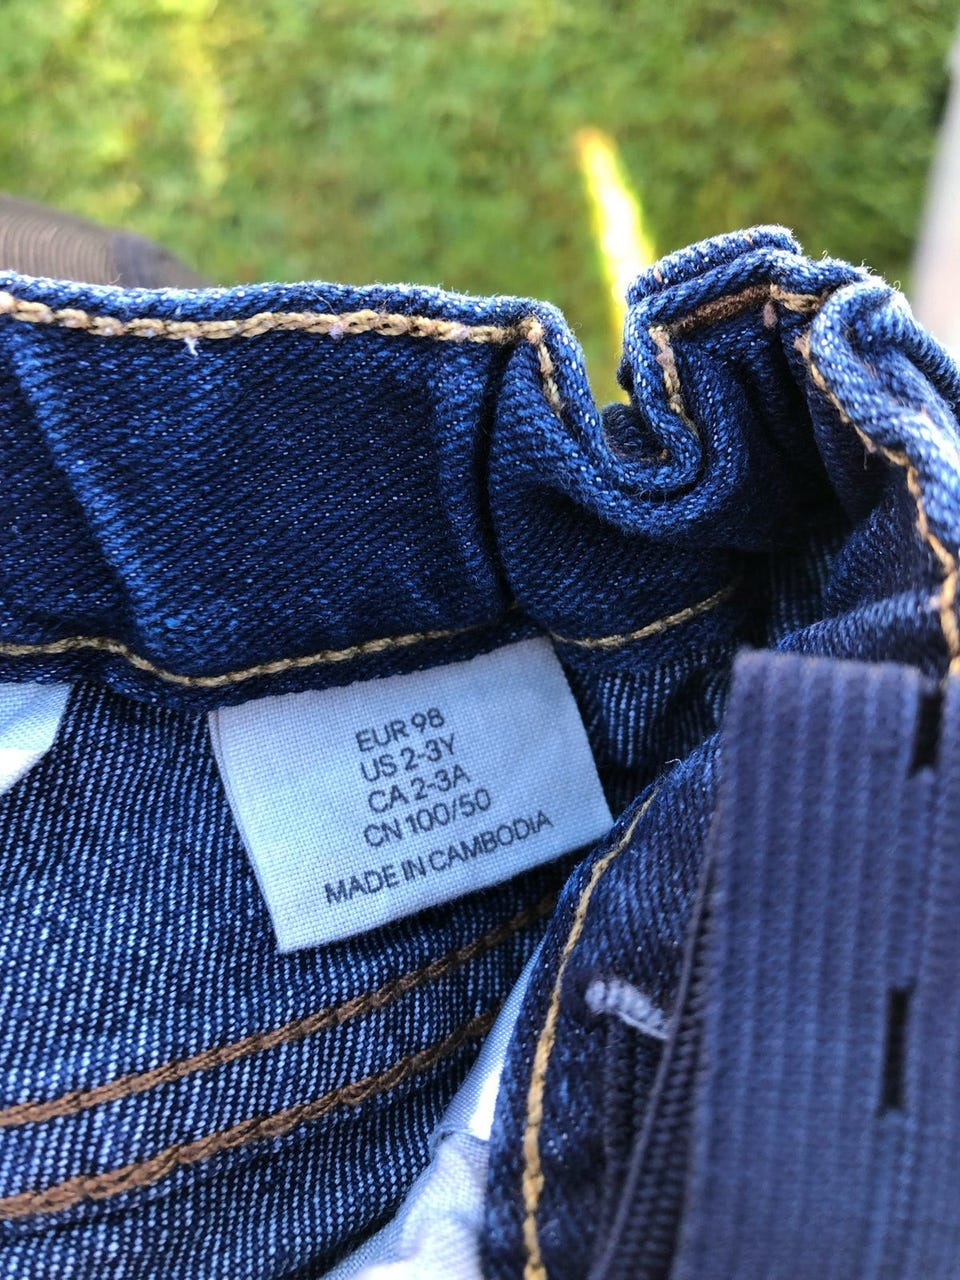 EUR 98
US 2-3Y
CA 2-3A
CN 100/50
MADE IN CAMBODIA